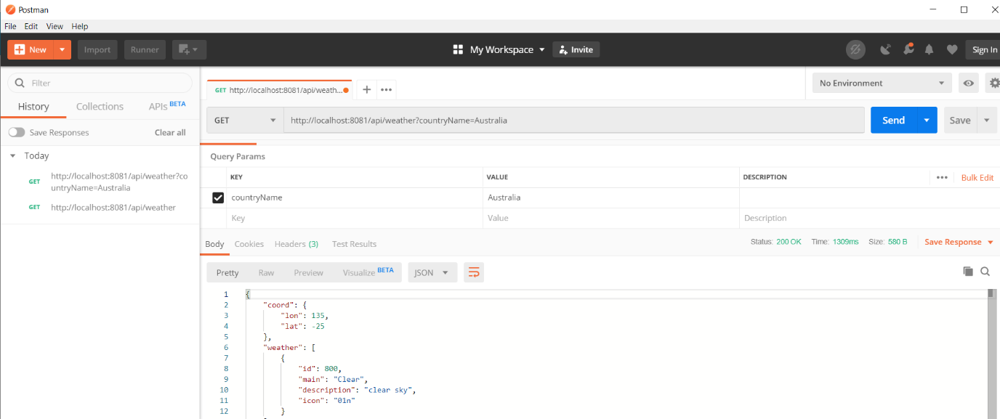 Postman
File Edit View Help
New Import Runner My Workspace Invite Sign In
Filter
History Collections APIs BETA
Save Responses Clear all
Today
GET http://localhost:8081/api/weather?co
untryName=Australia
GET http://localhost:8081/api/weather
GET http://localhost:8081/api/weath... + ••• No Environment
GET http://localhost:8081/api/weather?countryName=Australia Send Save
Query Params
KEY VALUE DESCRIPTION ••• Bulk Edit
countryName Australia
Key Value Description
Body Cookies Headers (3) Test Results Status: 200 OK Time: 1309ms Size: 580 B Save Response
Pretty Raw Preview Visualize BETA JSON
1 {
2 "coord": {
3 "lon": 135,
4 "lat": -25
5 },
6 "weather": [
7 {
8 "id": 800,
9 "main": "Clear",
10 "description": "clear sky",
11 "icon": "01n"
12 }